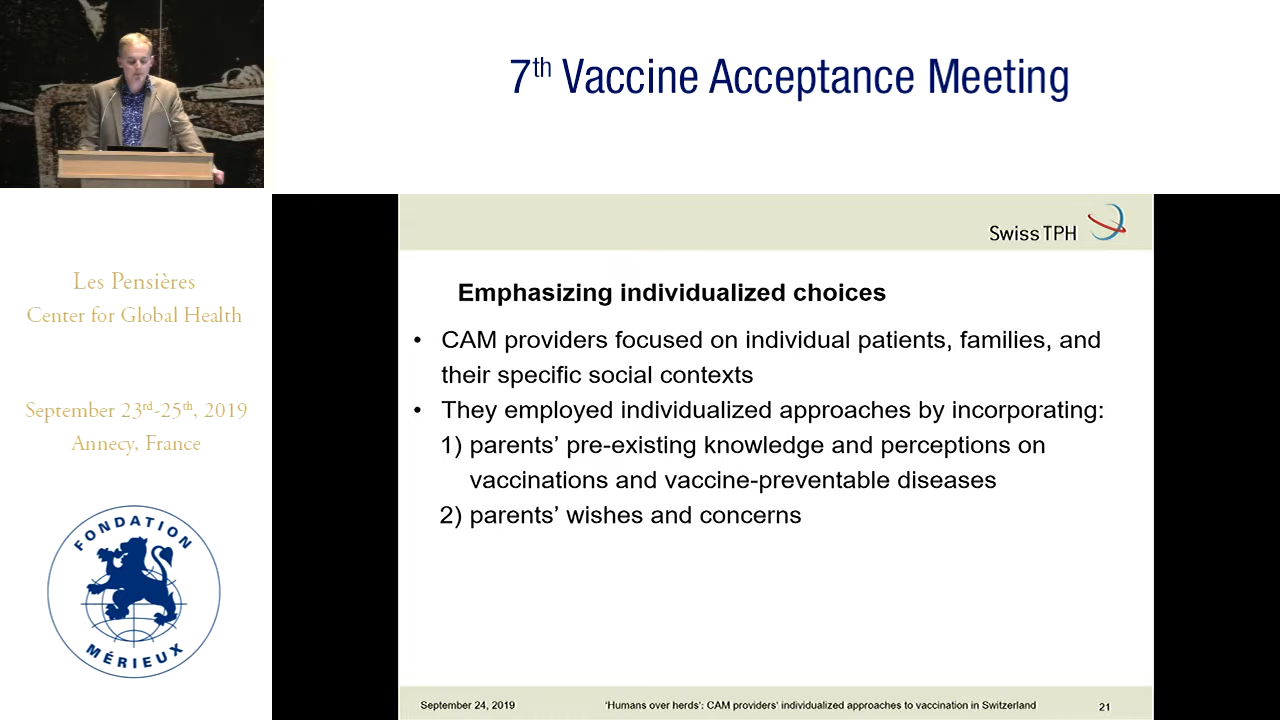 7th Vaccine Acceptance Meeting
Les Pensières
Center for Global Health
September 23rd-25th, 2019
Annecy, France
FONDATION
MÉRIEUX
Swiss TPH
Emphasizing individualized choices
• CAM providers focused on individual patients, families, and
their specific social contexts
• They employed individualized approaches by incorporating:
1) parents’ pre-existing knowledge and perceptions on
vaccinations and vaccine-preventable diseases
2) parents’ wishes and concerns
September 24, 2019
‘Humans over herds’: CAM providers’ individualized approaches to vaccination in Switzerland
21